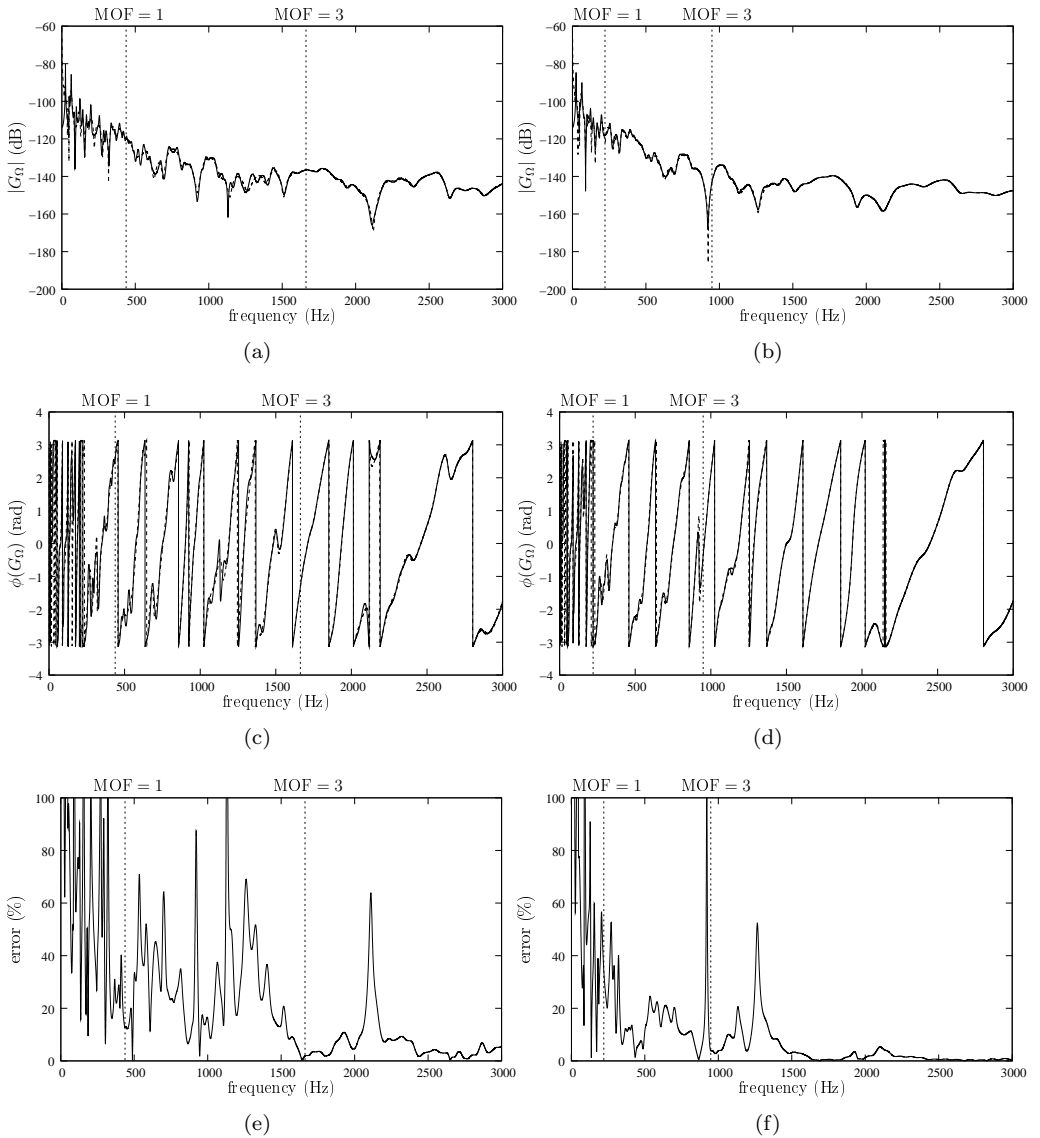 MOF = 1 MOF = 3
−60
−80
−100
−120
−140
−160
−180
−200
|G_Ω| (dB)
0 500 1000 1500 2000 2500 3000
frequency (Hz)
(a)
MOF = 1 MOF = 3
−60
−80
−100
−120
−140
−160
−180
−200
|G_Ω| (dB)
0 500 1000 1500 2000 2500 3000
frequency (Hz)
(b)
MOF = 1 MOF = 3
4
3
2
1
0
−1
−2
−3
−4
ϕ(G_Ω) (rad)
0 500 1000 1500 2000 2500 3000
frequency (Hz)
(c)
MOF = 1 MOF = 3
4
3
2
1
0
−1
−2
−3
−4
ϕ(G_Ω) (rad)
0 500 1000 1500 2000 2500 3000
frequency (Hz)
(d)
MOF = 1 MOF = 3
100
80
60
40
20
0
error (%)
0 500 1000 1500 2000 2500 3000
frequency (Hz)
(e)
MOF = 1 MOF = 3
100
80
60
40
20
0
error (%)
0 500 1000 1500 2000 2500 3000
frequency (Hz)
(f)